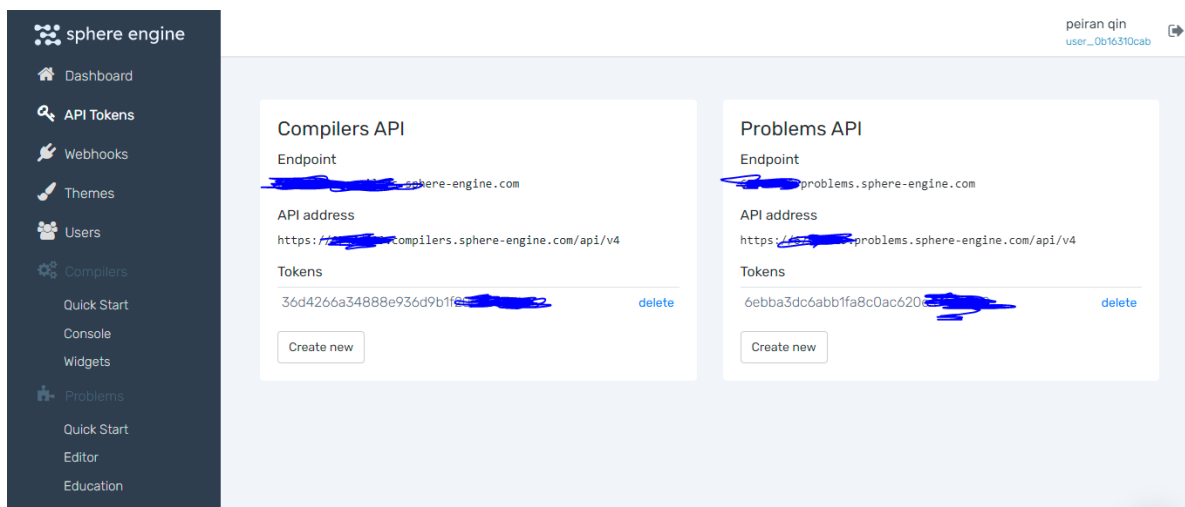 sphere engine
peiran qin
user_0b16310cab
Dashboard
API Tokens
Webhooks
Themes
Users
Compilers
Quick Start
Console
Widgets
Problems
Quick Start
Editor
Education
Compilers API
Endpoint
.sphere-engine.com
API address
https:/ compilers.sphere-engine.com/api/v4
Tokens
36d4266a34888e936d9b1f delete
Create new
Problems API
Endpoint
problems.sphere-engine.com
API address
https:/ .problems.sphere-engine.com/api/v4
Tokens
6ebba3dc6abb1fa8c0ac620 delete
Create new